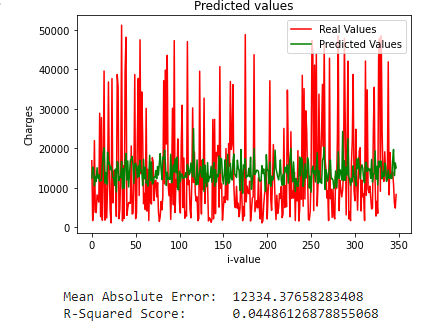 Predicted values
Real Values
Predicted Values
50000
40000
30000
20000
10000
0
Charges
0 50 100 150 200 250 300 350
i-value
Mean Absolute Error: 12334.37658283408
R-Squared Score: 0.04486126878855068